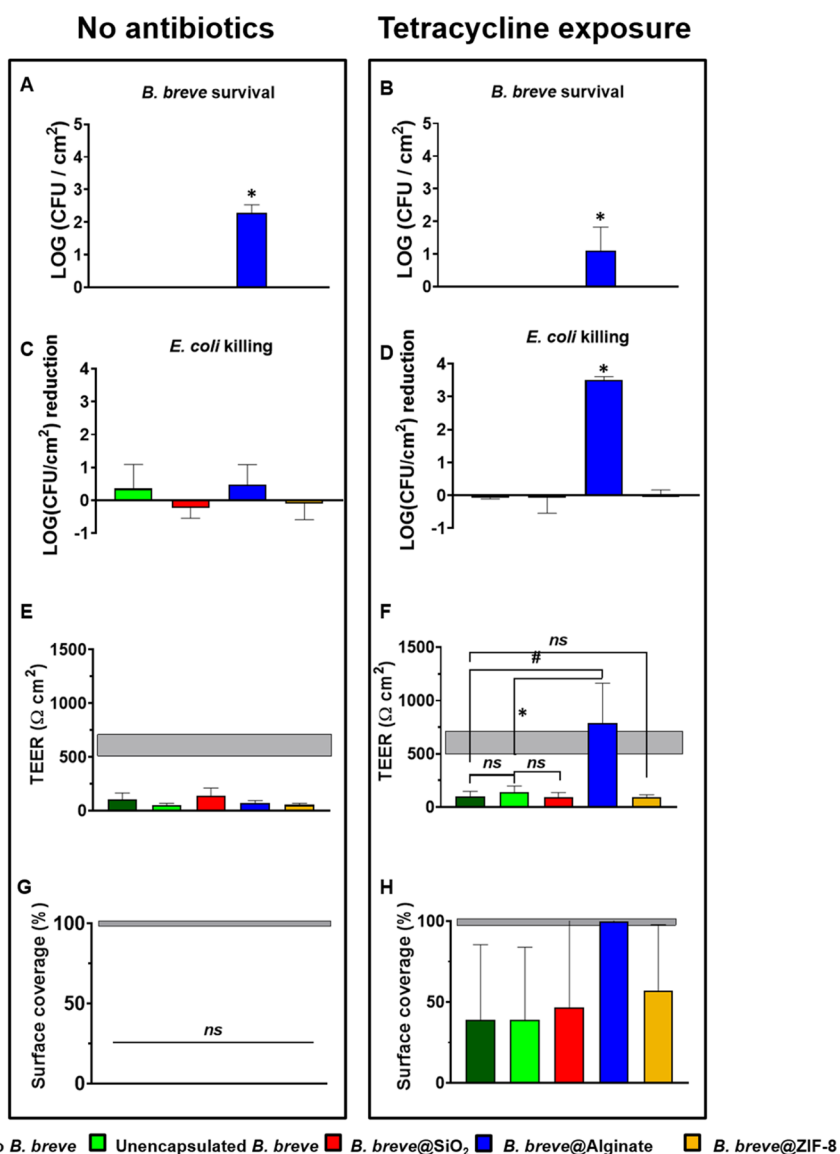 No antibiotics
Tetracycline exposure
A
B. breve survival
LOG (CFU / cm²)
5
4
3
2
1
0
*
B
B. breve survival
LOG (CFU / cm²)
5
4
3
2
1
0
*
C
E. coli killing
LOG(CFU/cm²) reduction
4
3
2
1
0
-1
D
E. coli killing
LOG(CFU/cm²) reduction
4
3
2
1
0
-1
*
E
TEER (Ω cm²)
1500
1000
500
0
F
TEER (Ω cm²)
1500
1000
500
0
ns
#
*
ns
ns
G
Surface coverage (%)
100
50
0
ns
H
Surface coverage (%)
100
50
0
B. breve
Unencapsulated B. breve
B. breve@SiO₂
B. breve@Alginate
B. breve@ZIF-8